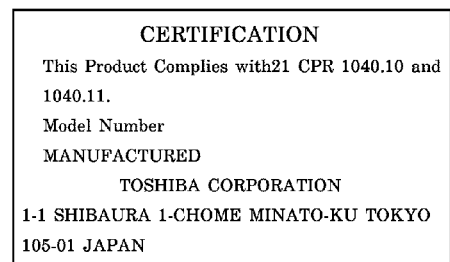 CERTIFICATION
This Product Complies with21 CPR 1040.10 and
1040.11.
Model Number
MANUFACTURED
TOSHIBA CORPORATION
1-1 SHIBAURA 1-CHOME MINATO-KU TOKYO
105-01 JAPAN